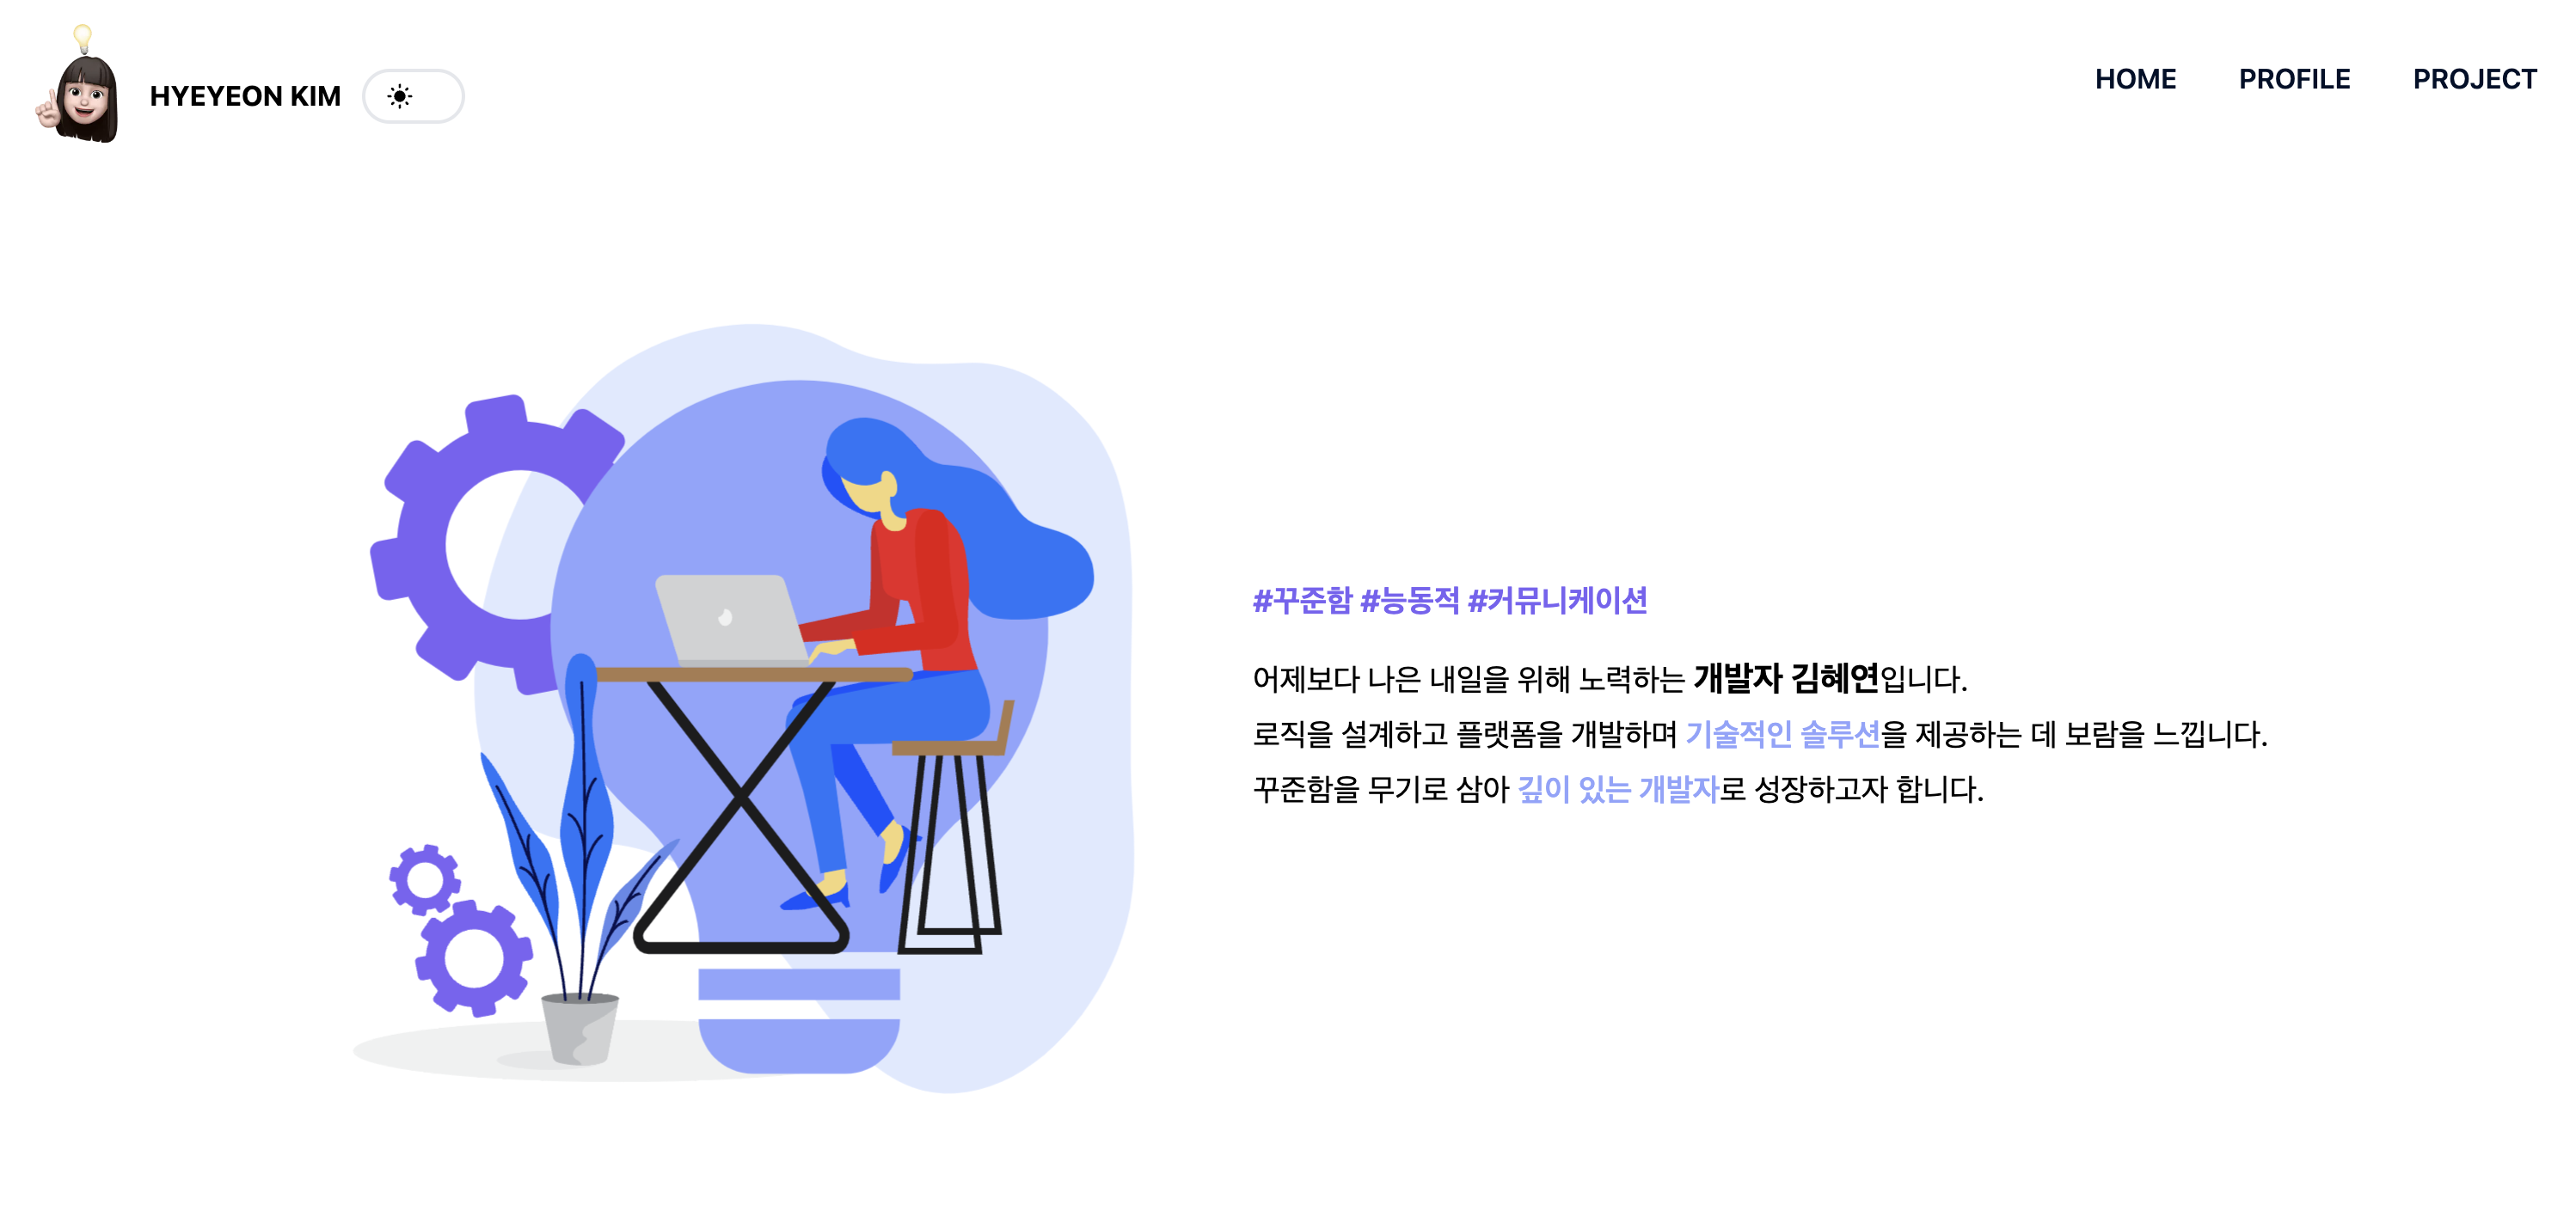 HYEYEON KIM
HOME PROFILE PROJECT
#꾸준함 #능동적 #커뮤니케이션
어제보다 나은 내일을 위해 노력하는 개발자 김혜연입니다.
로직을 설계하고 플랫폼을 개발하며 기술적인 솔루션을 제공하는 데 보람을 느낍니다.
꾸준함을 무기로 삼아 깊이 있는 개발자로 성장하고자 합니다.